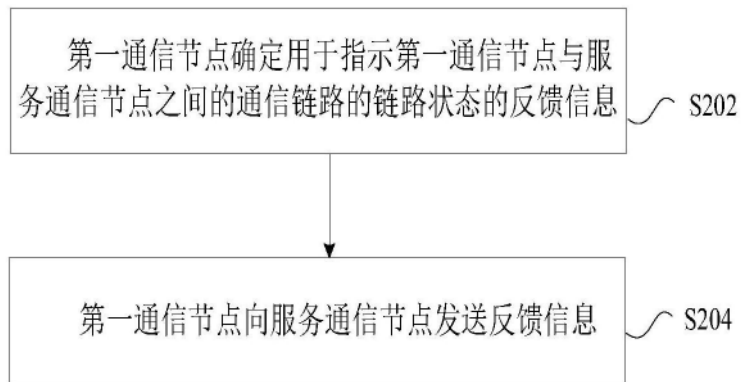 第一通信节点确定用于指示第一通信节点与服
务通信节点之间的通信链路的链路状态的反馈信息
S202
第一通信节点向服务通信节点发送反馈信息
S204